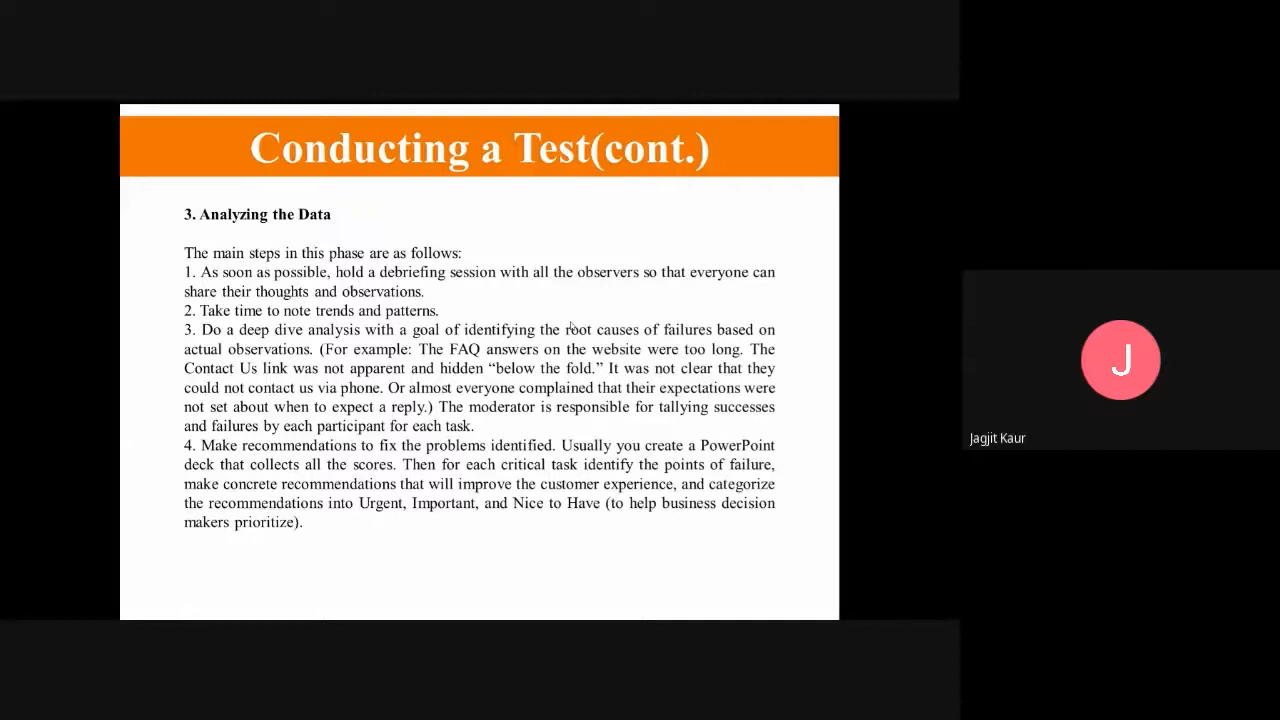 Conducting a Test(cont.)
3. Analyzing the Data
The main steps in this phase are as follows:
1. As soon as possible, hold a debriefing session with all the observers so that everyone can
share their thoughts and observations.
2. Take time to note trends and patterns.
3. Do a deep dive analysis with a goal of identifying the root causes of failures based on
actual observations. (For example: The FAQ answers on the website were too long. The
Contact Us link was not apparent and hidden “below the fold.” It was not clear that they
could not contact us via phone. Or almost everyone complained that their expectations were
not set about when to expect a reply.) The moderator is responsible for tallying successes
and failures by each participant for each task.
4. Make recommendations to fix the problems identified. Usually you create a PowerPoint
deck that collects all the scores. Then for each critical task identify the points of failure,
make concrete recommendations that will improve the customer experience, and categorize
the recommendations into Urgent, Important, and Nice to Have (to help business decision
makers prioritize).
J
Jagjit Kaur